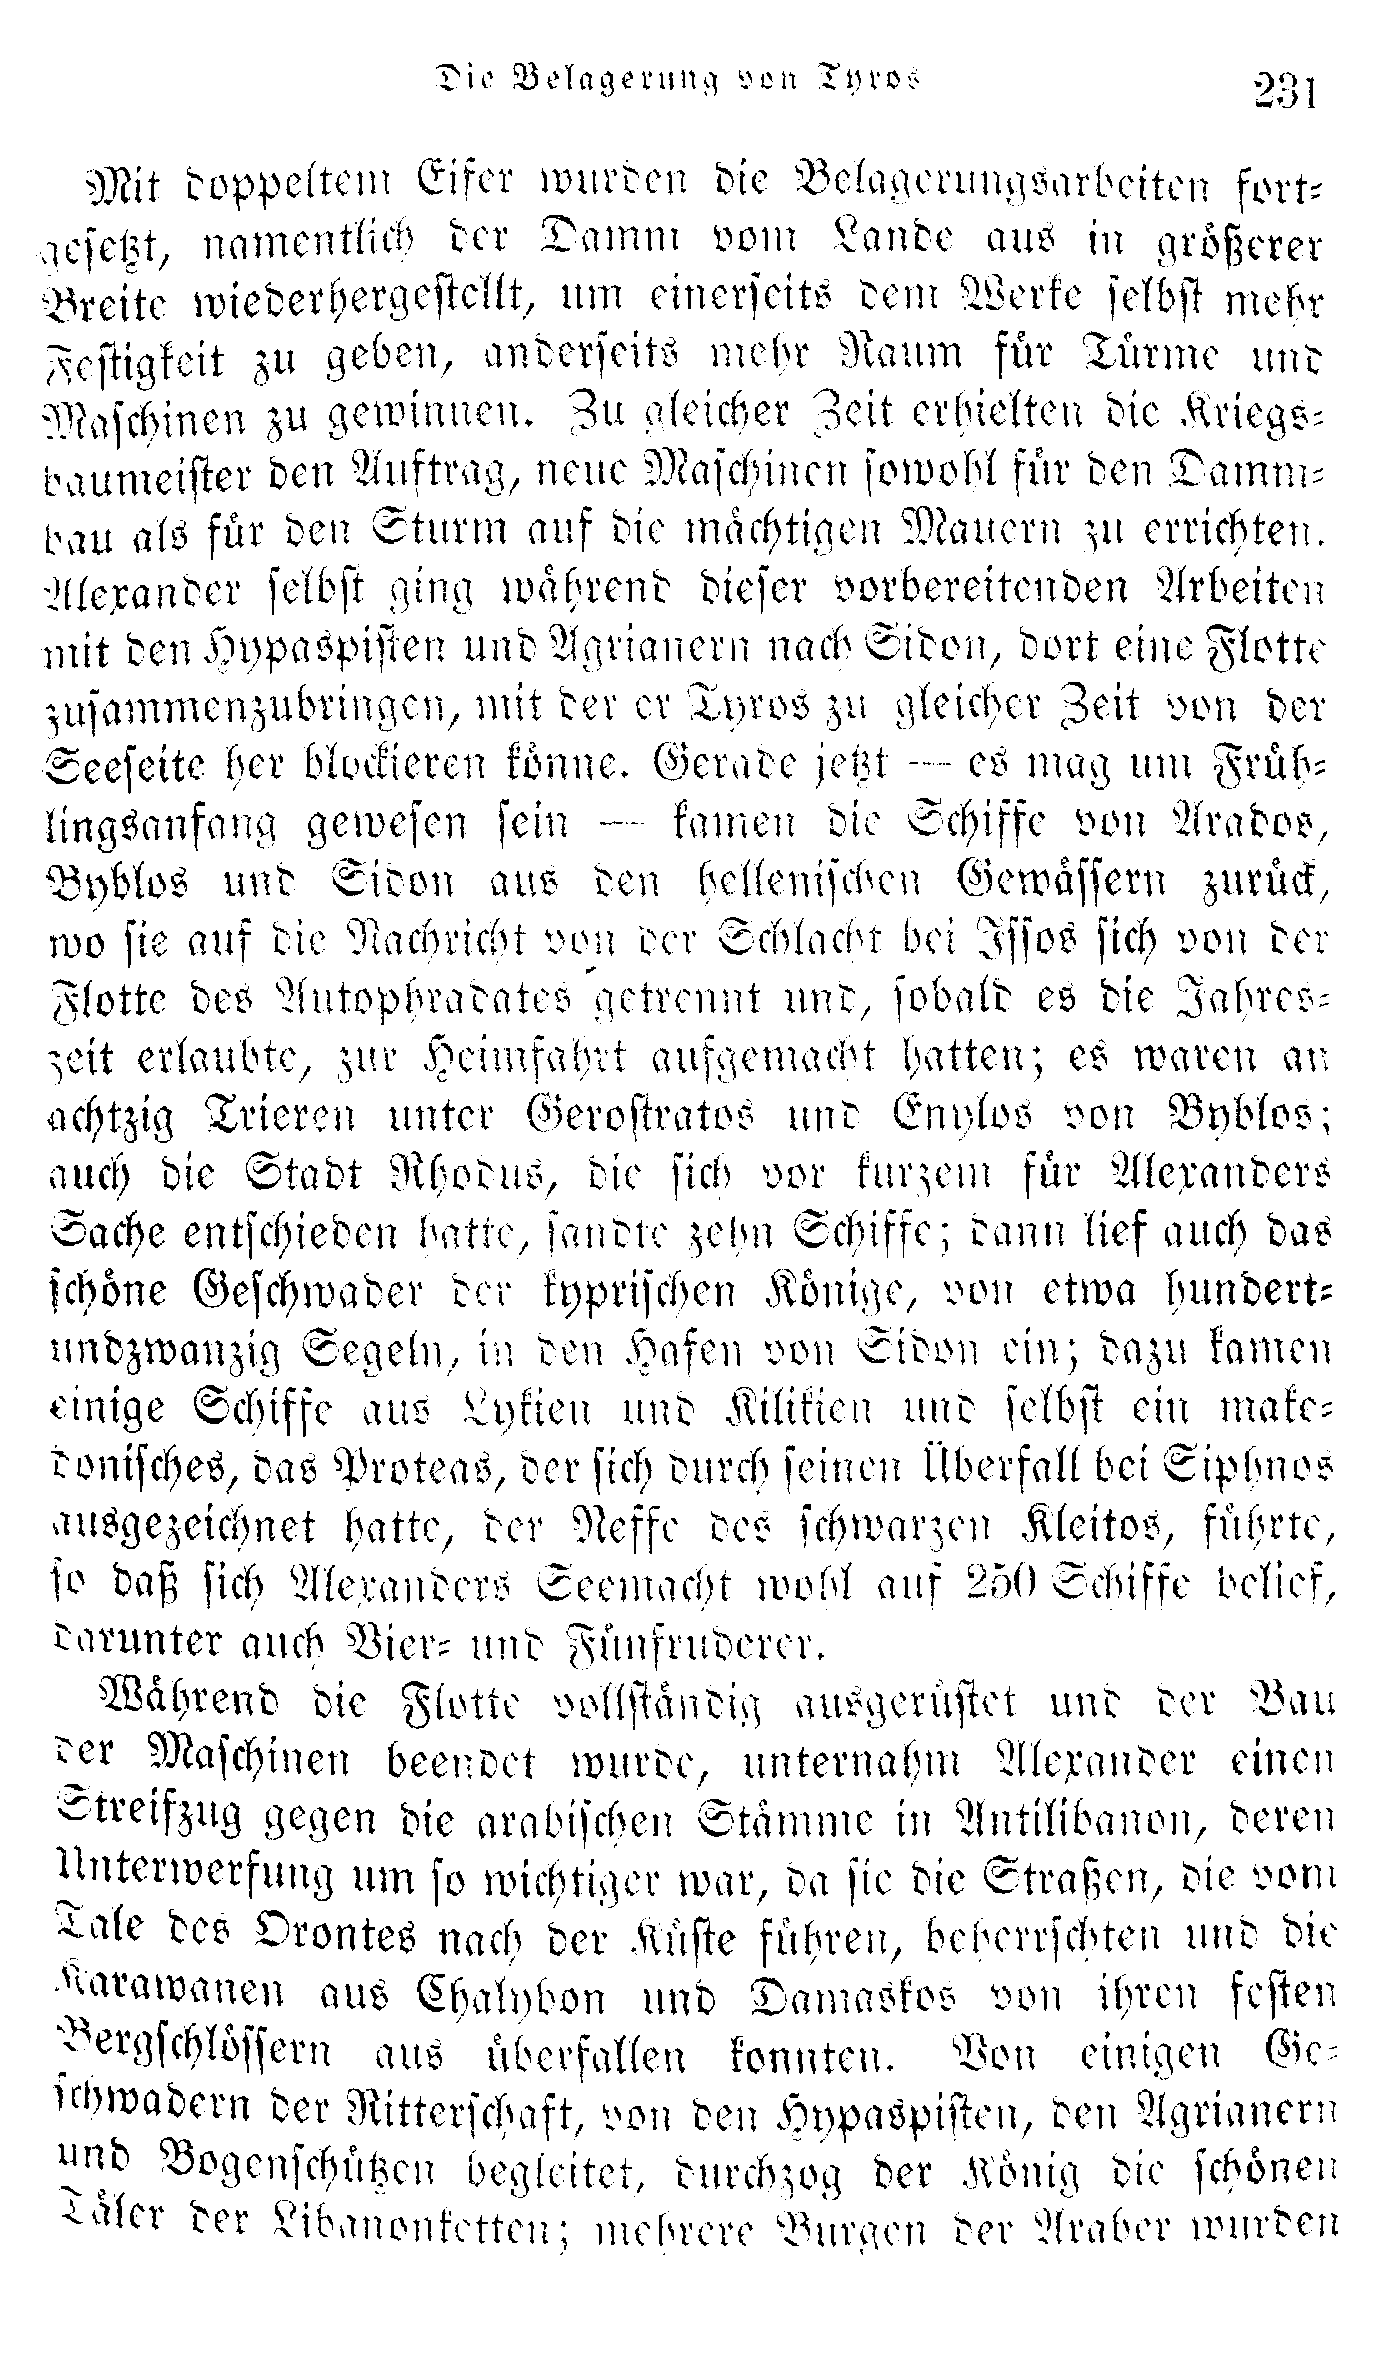 Die Belagerung von Tyros
231
Mit doppeltem Eifer wurden die Belagerungsarbeiten fort-
gesetzt, namentlich der Damm vom Lande aus in größerer
Breite wiederhergestellt, um einerseits dem Werke selbst mehr
Festigkeit zu geben, anderseits mehr Raum für Türme und
Maschinen zu gewinnen. Zu gleicher Zeit erhielten die Kriegs-
baumeister den Auftrag, neue Maschinen sowohl für den Damm-
bau als für den Sturm auf die mächtigen Mauern zu errichten.
Alexander selbst ging während dieser vorbereitenden Arbeiten
mit den Hypaspisten und Agrianern nach Sidon, dort eine Flotte
zusammenzubringen, mit der er Tyros zu gleicher Zeit von der
Seeseite her blockieren könne. Gerade jetzt — es mag um Früh-
lingsanfang gewesen sein — kamen die Schiffe von Arados,
Byblos und Sidon aus den hellenischen Gewässern zurück,
wo sie auf die Nachricht von der Schlacht bei Issos sich von der
Flotte des Autophradates getrennt und, sobald es die Jahres-
zeit erlaubte, zur Heimfahrt aufgemacht hatten; es waren an
achtzig Trieren unter Gerostratos und Enylos von Byblos;
auch die Stadt Rhodus, die sich vor kurzem für Alexanders
Sache entschieden hatte, sandte zehn Schiffe; dann lief auch das
schöne Geschwader der kyprischen Könige, von etwa hundert-
undzwanzig Segeln, in den Hafen von Sidon ein; dazu kamen
einige Schiffe aus Lykien und Kilikien und selbst ein make-
donisches, das Proteas, der sich durch seinen Überfall bei Siphnos
ausgezeichnet hatte, der Neffe des schwarzen Kleitos, führte,
so daß sich Alexanders Seemacht wohl auf 250 Schiffe belief,
darunter auch Vier- und Fünfruderer.
Während die Flotte vollständig ausgerüstet und der Bau
der Maschinen beendet wurde, unternahm Alexander einen
Streifzug gegen die arabischen Stämme in Antilibanon, deren
Unterwerfung um so wichtiger war, da sie die Straßen, die vom
Tale des Orontes nach der Küste führen, beherrschten und die
Karawanen aus Chalybon und Damaskos von ihren festen
Bergschlössern aus überfallen konnten. Von einigen Ge-
schwadern der Ritterschaft, von den Hypaspisten, den Agrianern
und Bogenschützen begleitet, durchzog der König die schönen
Täler der Libanonketten; mehrere Burgen der Araber wurden